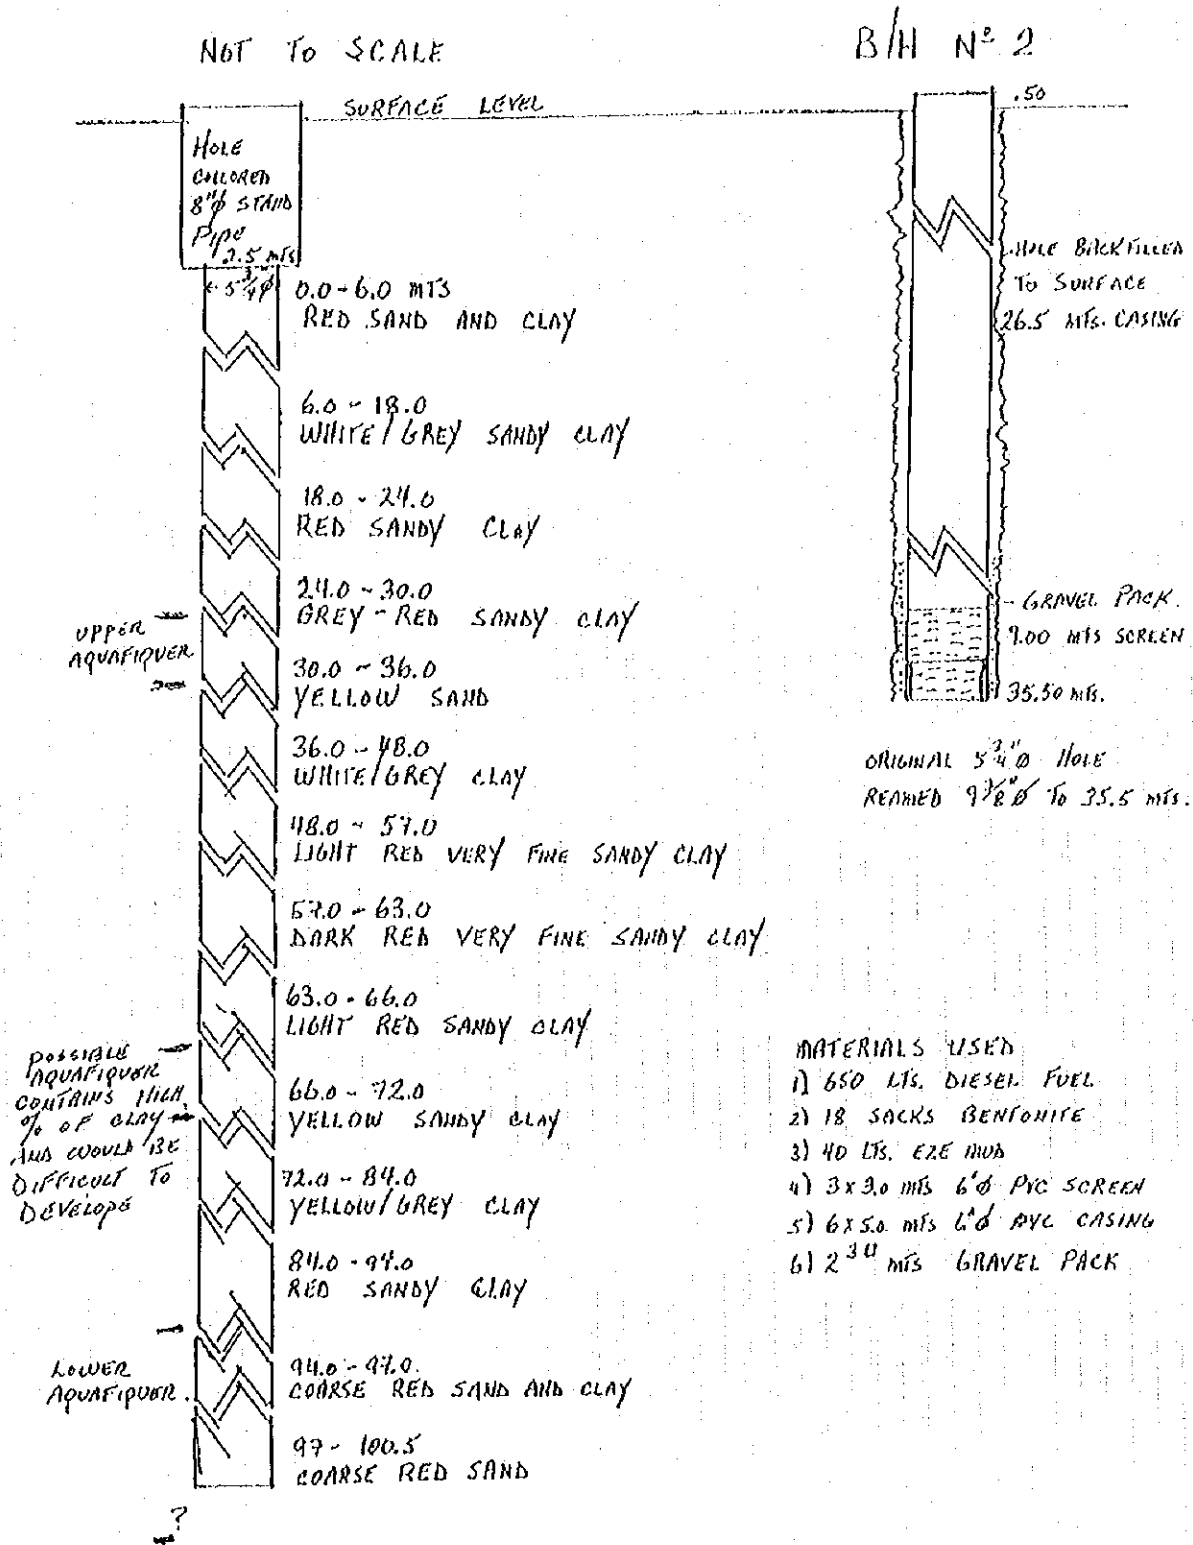 NOT TO SCALE
B/H Nº 2
SURFACE LEVEL
.50
HOLE
COLLORED
8"Ø STAND
PIPE
2.5 mts
5 3/4"Ø
0.0-6.0 MTS
RED SAND AND CLAY
6.0 - 18.0
WHITE/GREY SANDY CLAY
18.0 - 24.0
RED SANDY CLAY
24.0 - 30.0
GREY-RED SANDY CLAY
UPPER
AQUAFIQUER
30.0 - 36.0
YELLOW SAND
36.0 - 48.0
WHITE/GREY CLAY
48.0 - 57.0
LIGHT RED VERY FINE SANDY CLAY
57.0 - 63.0
DARK RED VERY FINE SANDY CLAY
63.0 - 66.0
LIGHT RED SANDY CLAY
POSSIBLE
AQUAFIQUER
CONTAINS HIGH
% OF CLAY
AND WOULD BE
DIFFICULT TO
DEVELOPE
66.0 - 72.0
YELLOW SANDY CLAY
72.0 - 84.0
YELLOW/GREY CLAY
84.0 - 94.0
RED SANDY CLAY
LOWER
AQUAFIQUER.
94.0 - 97.0.
COARSE RED SAND AND CLAY
97 - 100.5
COARSE RED SAND
?
HOLE BACKFILLED
TO SURFACE
26.5 MTS. CASING
GRAVEL PACK.
9.00 MTS SCREEN
35.50 mts.
ORIGINAL 5 3/4"Ø HOLE
REAMED 9 7/8"Ø TO 35.5 mts.
MATERIALS USED
1) 650 LTS. DIESEL FUEL
2) 18 SACKS BENTONITE
3) 40 LTS. EZE MUD
4) 3 x 3.0 mts 6"Ø PVC SCREEN
5) 6 x 5.0 mts 6"Ø PVC CASING
6) mts GRAVEL PACK